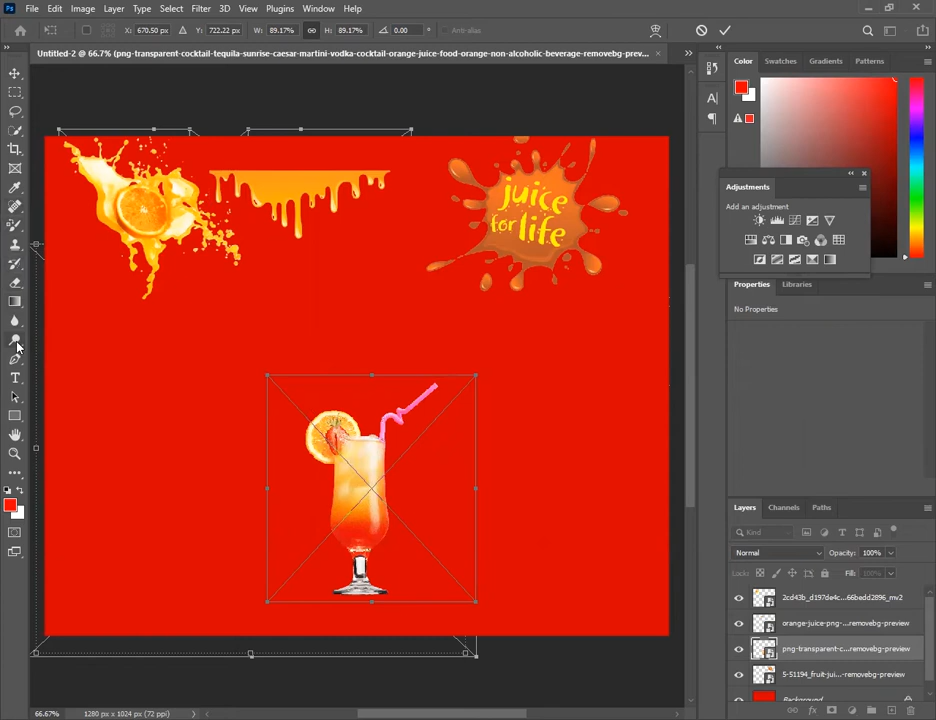 Ps File Edit Image Layer Type Select Filter 3D View Plugins Window Help
X: 670.50 px Y: 722.22 px W: 89.17% H: 89.17% 0.00 ° Anti-alias
Untitled-2 @ 66.7% (png-transparent-cocktail-tequila-sunrise-caesar-martini-vodka-cocktail-orange-juice-food-orange-non-alcoholic-beverage-removebg-prev...
Color Swatches Gradients Patterns
juice
for life
Adjustments
Add an adjustment
Properties Libraries
No Properties
Layers Channels Paths
Kind
Normal Opacity: 100%
Lock: Fill: 100%
2cd43b_d197de4c...66bedd2896_mv2
orange-juice-png-...removebg-preview
png-transparent-c...removebg-preview
5-51194_fruit-jui...-removebg-preview
Background
66.67% 1280 px x 1024 px (72 ppi)